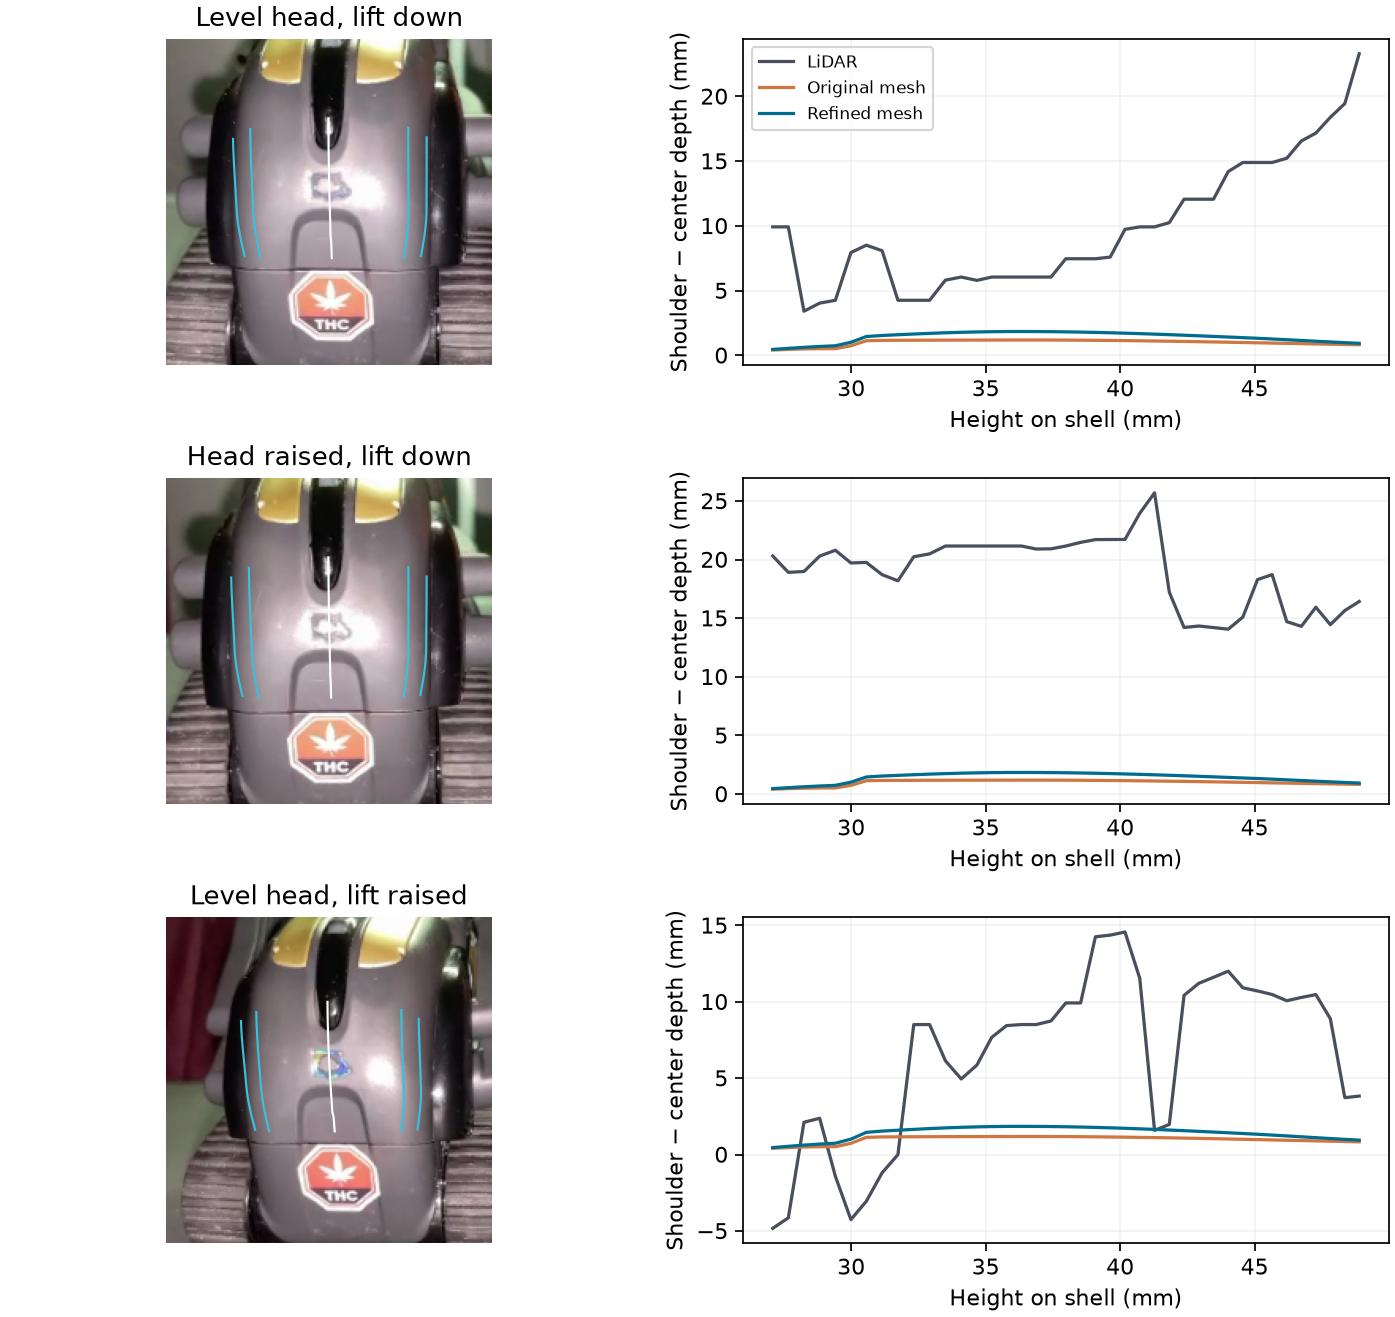 Level head, lift down
Shoulder − center depth (mm)
20
15
10
5
0
LiDAR
Original mesh
Refined mesh
30 35 40 45
Height on shell (mm)
THC
Head raised, lift down
Shoulder − center depth (mm)
25
20
15
10
5
0
30 35 40 45
Height on shell (mm)
THC
Level head, lift raised
Shoulder − center depth (mm)
15
10
5
0
−5
30 35 40 45
Height on shell (mm)
THC